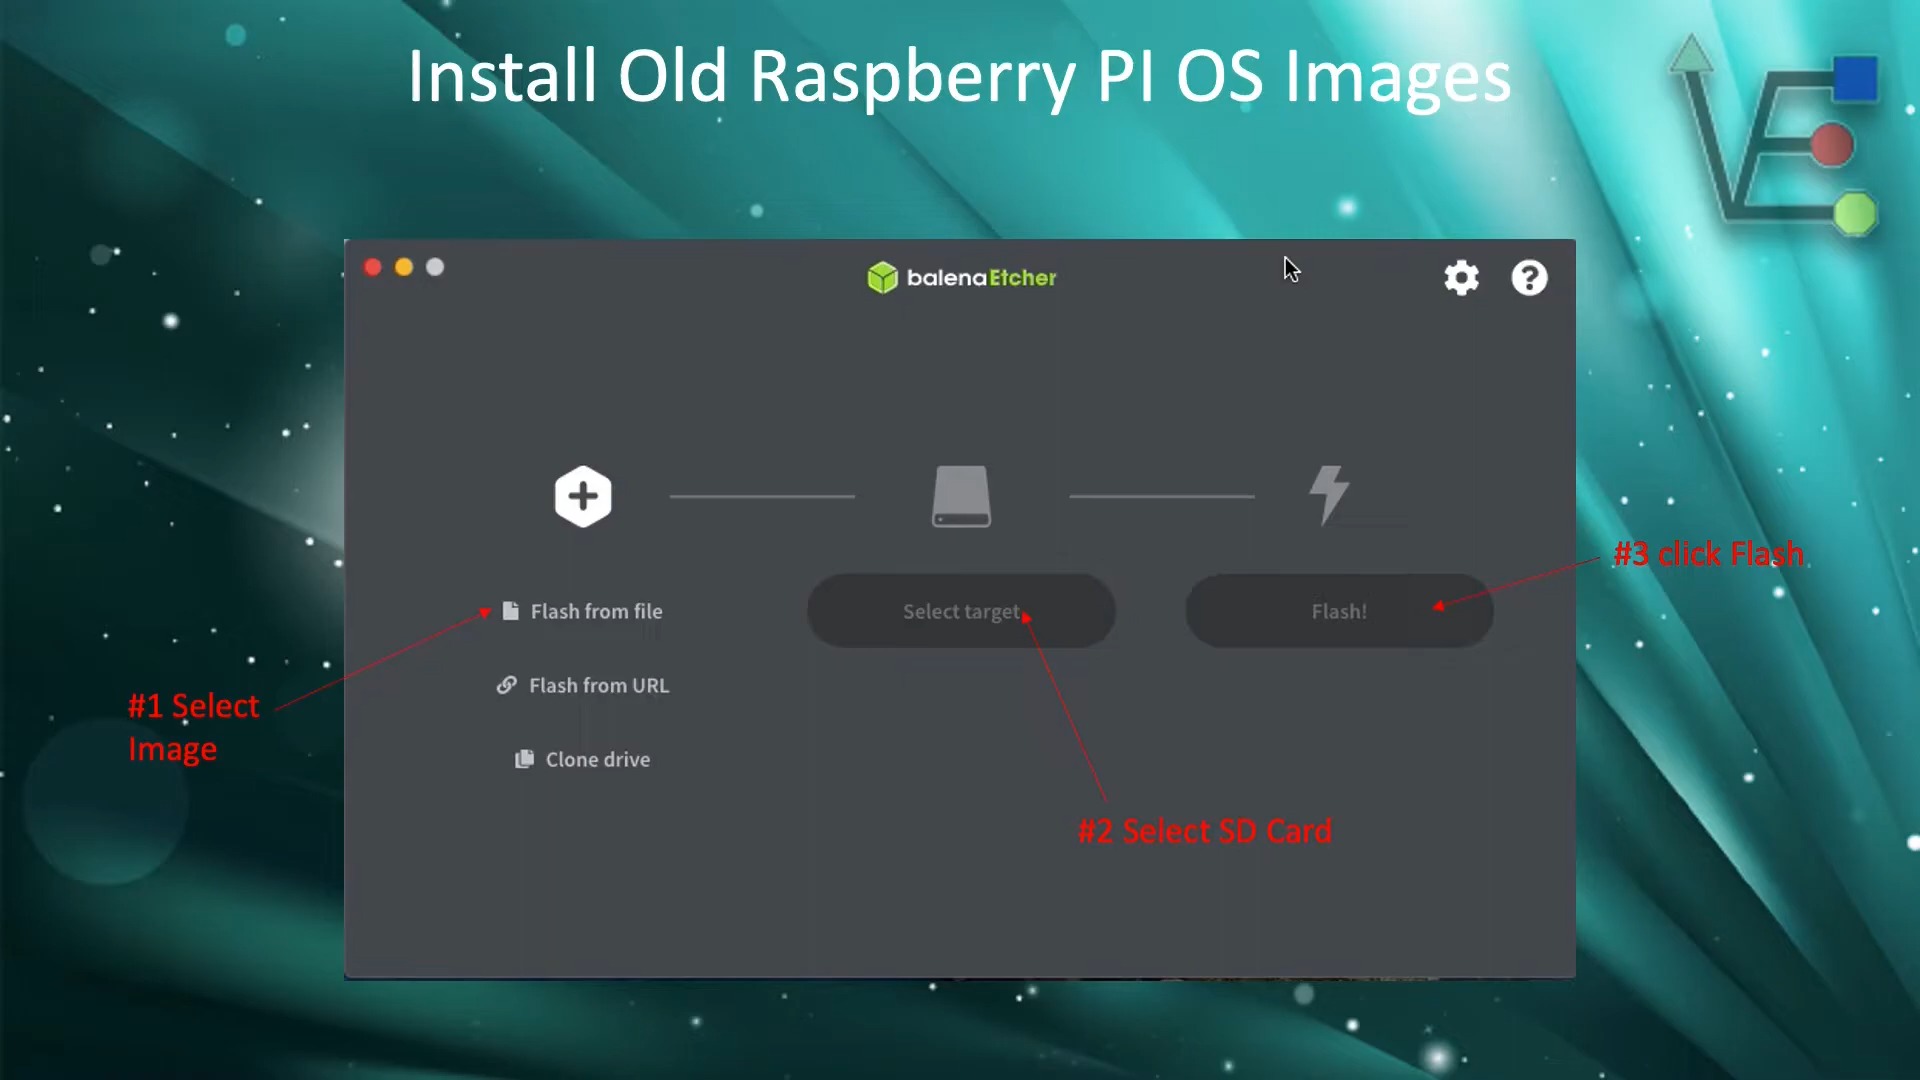 Install Old Raspberry PI OS Images
balenaEtcher
Flash from file
Select target
Flash!
#3 click Flash
Flash from URL
#1 Select
Image
Clone drive
#2 Select SD Card